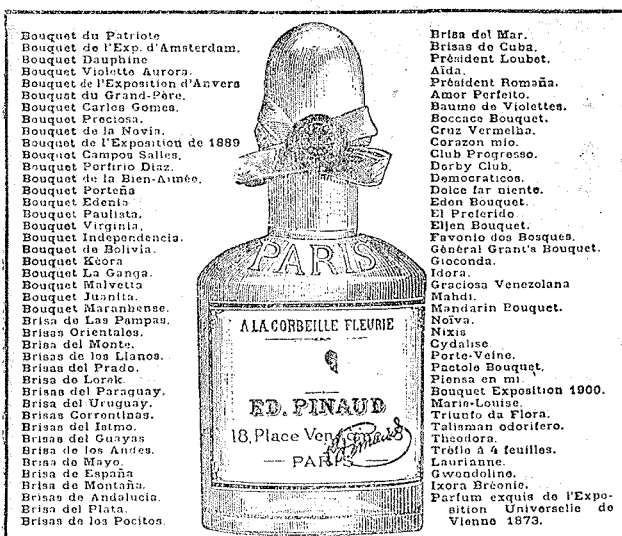 Bouquet du Patriote
Bouquet de l'Exp. d'Amsterdam.
Bouquet Dauphine
Bouquet Violette Aurora.
Bouquet de l'Exposition d'Anvers
Bouquet du Grand-Père.
Bouquet Carlos Gomes.
Bouquet Preciosa.
Bouquet de la Novia.
Bouquet de l'Exposition de 1889
Bouquet Campos Salles.
Bouquet Porfirio Diaz.
Bouquet de la Bien-Aimée.
Bouquet Porteña
Bouquet Edenia
Bouquet Paulista.
Bouquet Virginia,
Bouquet Independencia.
Bouquet de Bolivia.
Bouquet Kéora
Bouquet La Ganga.
Bouquet Malvetta
Bouquet Juanita.
Bouquet Maranhense.
Brisa de Las Pampas.
Brisas Orientales.
Brisa del Monte.
Brisas de los Llanos.
Brisas del Prado.
Brisa de Lorek.
Brisas del Paraguay.
Brisa del Uruguay.
Brisas Correntinas.
Brisas del Istmo.
Brisas del Guayas
Brisa de los Andes.
Brisa de Mayo.
Brisa de España
Brisa de Montaña.
Brisas de Andalucia.
Brisa del Plata.
Brisas de los Pocitos.
PARIS
A LA CORBEILLE FLEURIE
ED. PINAUD
18, Place Vendôme 18
PARIS
Brisa del Mar.
Brisas de Cuba.
Président Loubet.
Aïda.
Président Romaña.
Amor Perfeito.
Baume de Violettes.
Boccace Bouquet.
Cruz Vermelha.
Corazon mio.
Club Progresso.
Derby Club.
Democraticos.
Dolce far niente.
Eden Bouquet.
El Preferido
Eljen Bouquet.
Favonio dos Bosques.
Général Grant's Bouquet.
Gioconda.
Idora.
Graciosa Venezolana
Mahdi.
Mandarin Bouquet.
Noïva.
Nixis
Cydalise
Porte-Veine.
Pactole Bouquet.
Piensa en mi.
Bouquet Exposition 1900.
Marie-Louise.
Triunfo da Flora.
Talisman odorifero.
Theodora.
Trèfle à 4 feuilles.
Laurianne.
Gwendoline.
Ixora Bréonie.
Parfum exquis de l'Expo-
sition Universelle de
Vienne 1873.